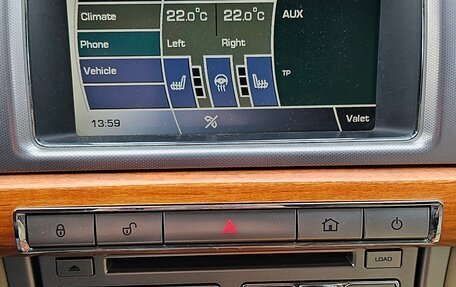 Climate 22.0°C 22.0°C AUX
Phone Left Right
Vehicle TP
13:59 Valet
LOAD